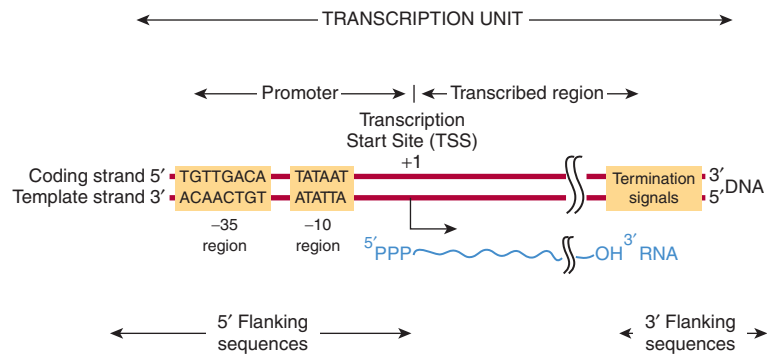 TRANSCRIPTION UNIT
Promoter | Transcribed region
Transcription
Start Site (TSS)
+1
Coding strand 5′ TGTTGACA TATAAT 3′
Template strand 3′ ACAACTGT ATATTA 5′
DNA
Termination
signals
–35
region
–10
region
5′ PPP OH 3′ RNA
5′ Flanking
sequences
3′ Flanking
sequences